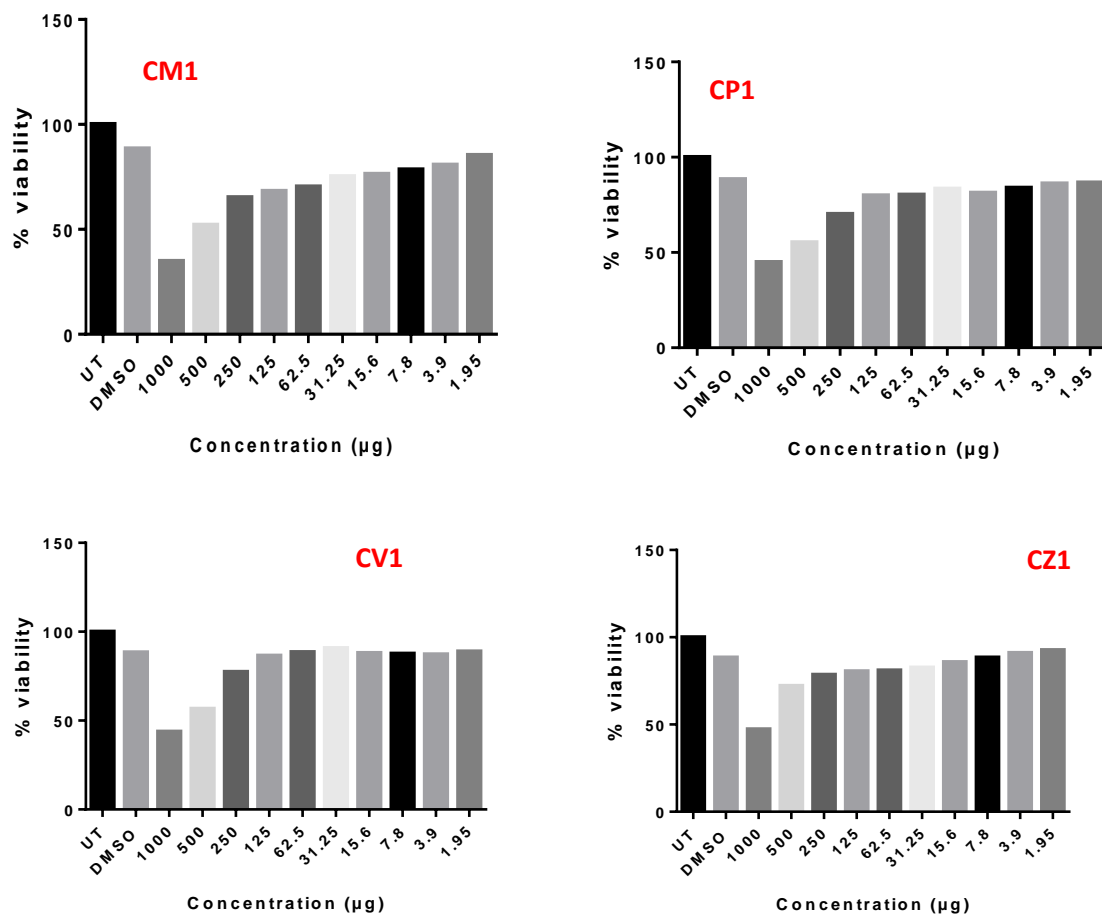 CM1
% viability
150
100
50
0
UT
DMSO
1000
500
250
125
62.5
31.25
15.6
7.8
3.9
1.95
Concentration (µg)
CP1
% viability
150
100
50
0
UT
DMSO
1000
500
250
125
62.5
31.25
15.6
7.8
3.9
1.95
Concentration (µg)
CV1
% viability
150
100
50
0
UT
DMSO
1000
500
250
125
62.5
31.25
15.6
7.8
3.9
1.95
Concentration (µg)
CZ1
% viability
150
100
50
0
UT
DMSO
1000
500
250
125
62.5
31.25
15.6
7.8
3.9
1.95
Concentration (µg)